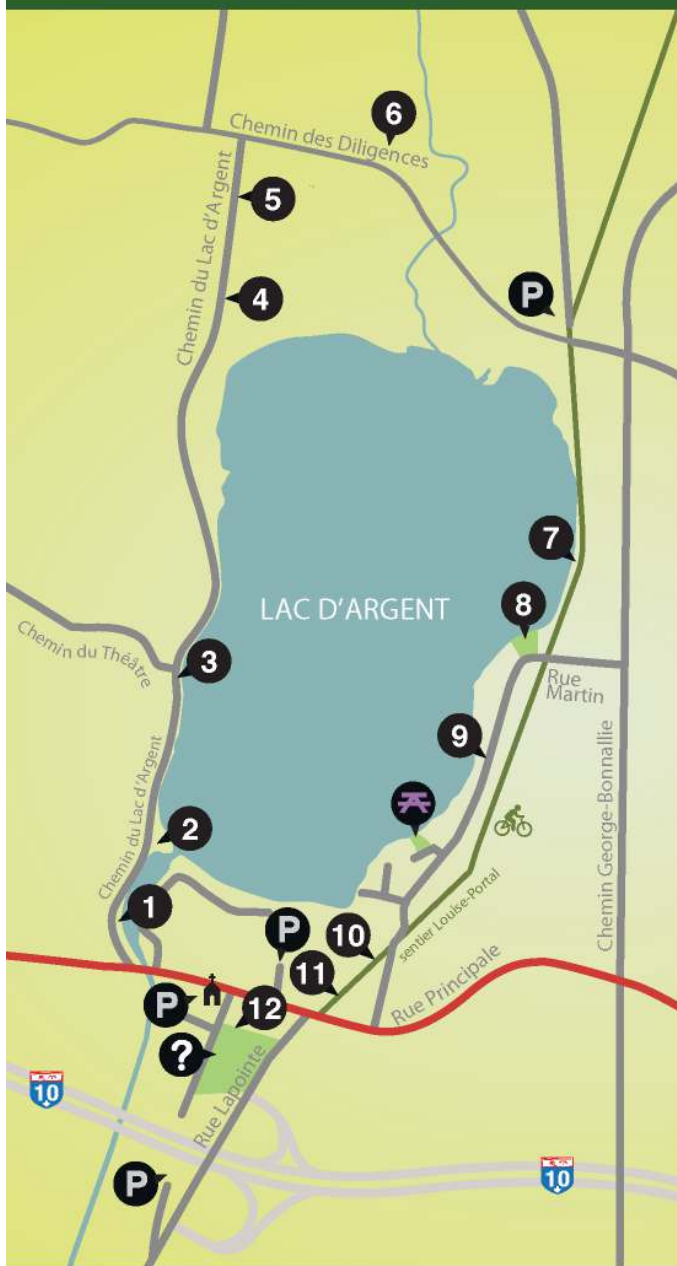 6
Chemin des Diligences
Chemin du Lac d'Argent
5
4
P
7
LAC D'ARGENT
8
Chemin du Théâtre
3
Rue
Martin
9
Chemin George-Bonnallie
Chemin du Lac d'Argent
2
1
P
10
sentier Louise-Portal
11
Rue Principale
P
12
?
Rue Lapointe
10
10
P